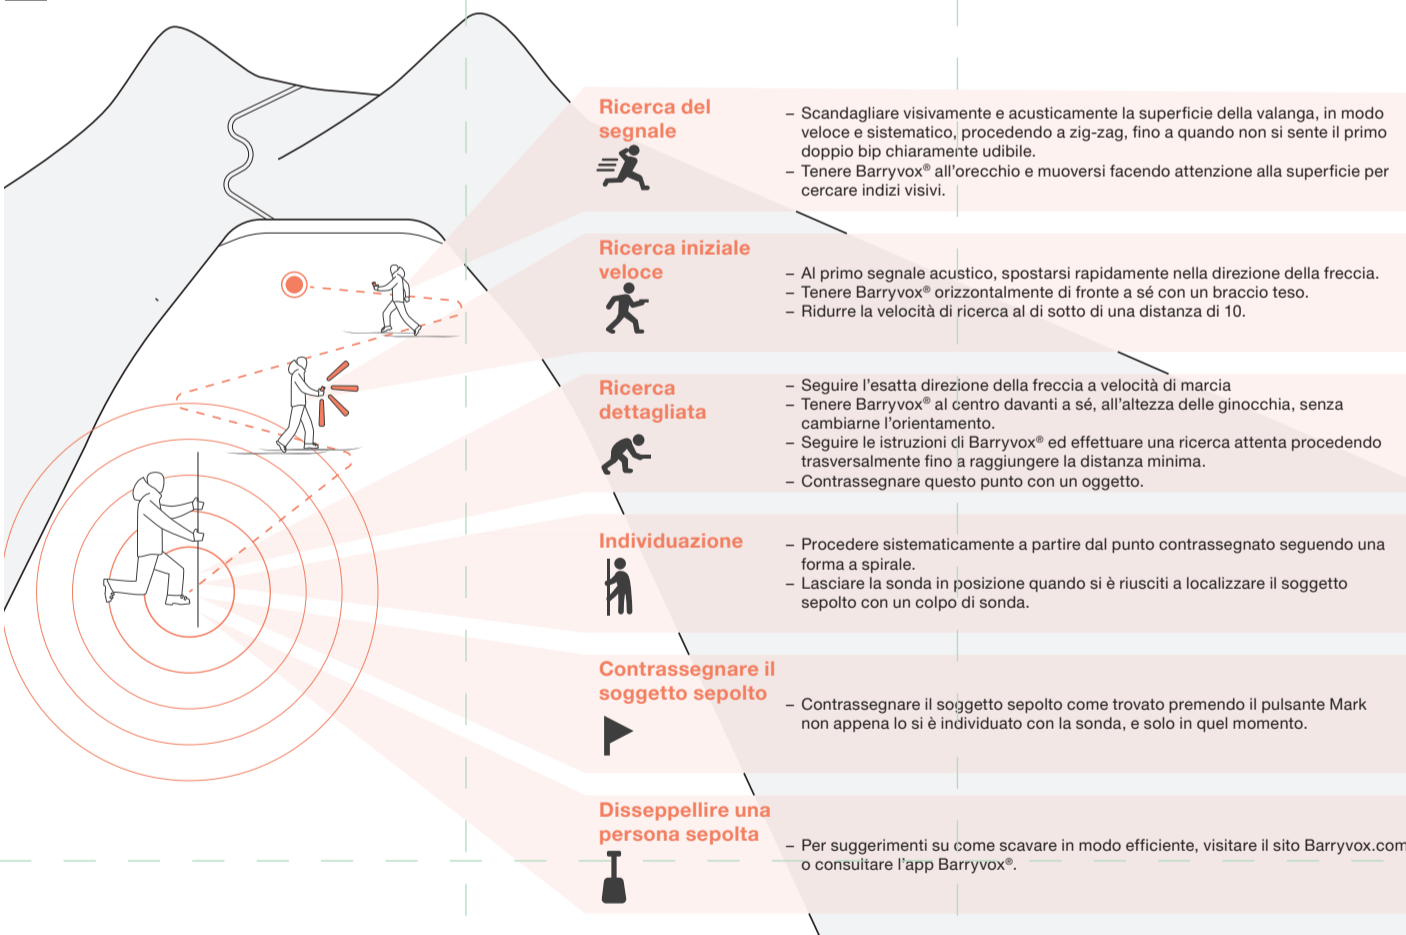 Ricerca del
segnale
– Scandagliare visivamente e acusticamente la superficie della valanga, in modo
veloce e sistematico, procedendo a zig-zag, fino a quando non si sente il primo
doppio bip chiaramente udibile.
– Tenere Barryvox® all’orecchio e muoversi facendo attenzione alla superficie per
cercare indizi visivi.
Ricerca iniziale
veloce
– Al primo segnale acustico, spostarsi rapidamente nella direzione della freccia.
– Tenere Barryvox® orizzontalmente di fronte a sé con un braccio teso.
– Ridurre la velocità di ricerca al di sotto di una distanza di 10.
Ricerca
dettagliata
– Seguire l’esatta direzione della freccia a velocità di marcia
– Tenere Barryvox® al centro davanti a sé, all’altezza delle ginocchia, senza
cambiarne l’orientamento.
– Seguire le istruzioni di Barryvox® ed effettuare una ricerca attenta procedendo
trasversalmente fino a raggiungere la distanza minima.
– Contrassegnare questo punto con un oggetto.
Individuazione
– Procedere sistematicamente a partire dal punto contrassegnato seguendo una
forma a spirale.
– Lasciare la sonda in posizione quando si è riusciti a localizzare il soggetto
sepolto con un colpo di sonda.
Contrassegnare il
soggetto sepolto
– Contrassegnare il soggetto sepolto come trovato premendo il pulsante Mark
non appena lo si è individuato con la sonda, e solo in quel momento.
Disseppellire una
persona sepolta
– Per suggerimenti su come scavare in modo efficiente, visitare il sito Barryvox.com
o consultare l’app Barryvox®.